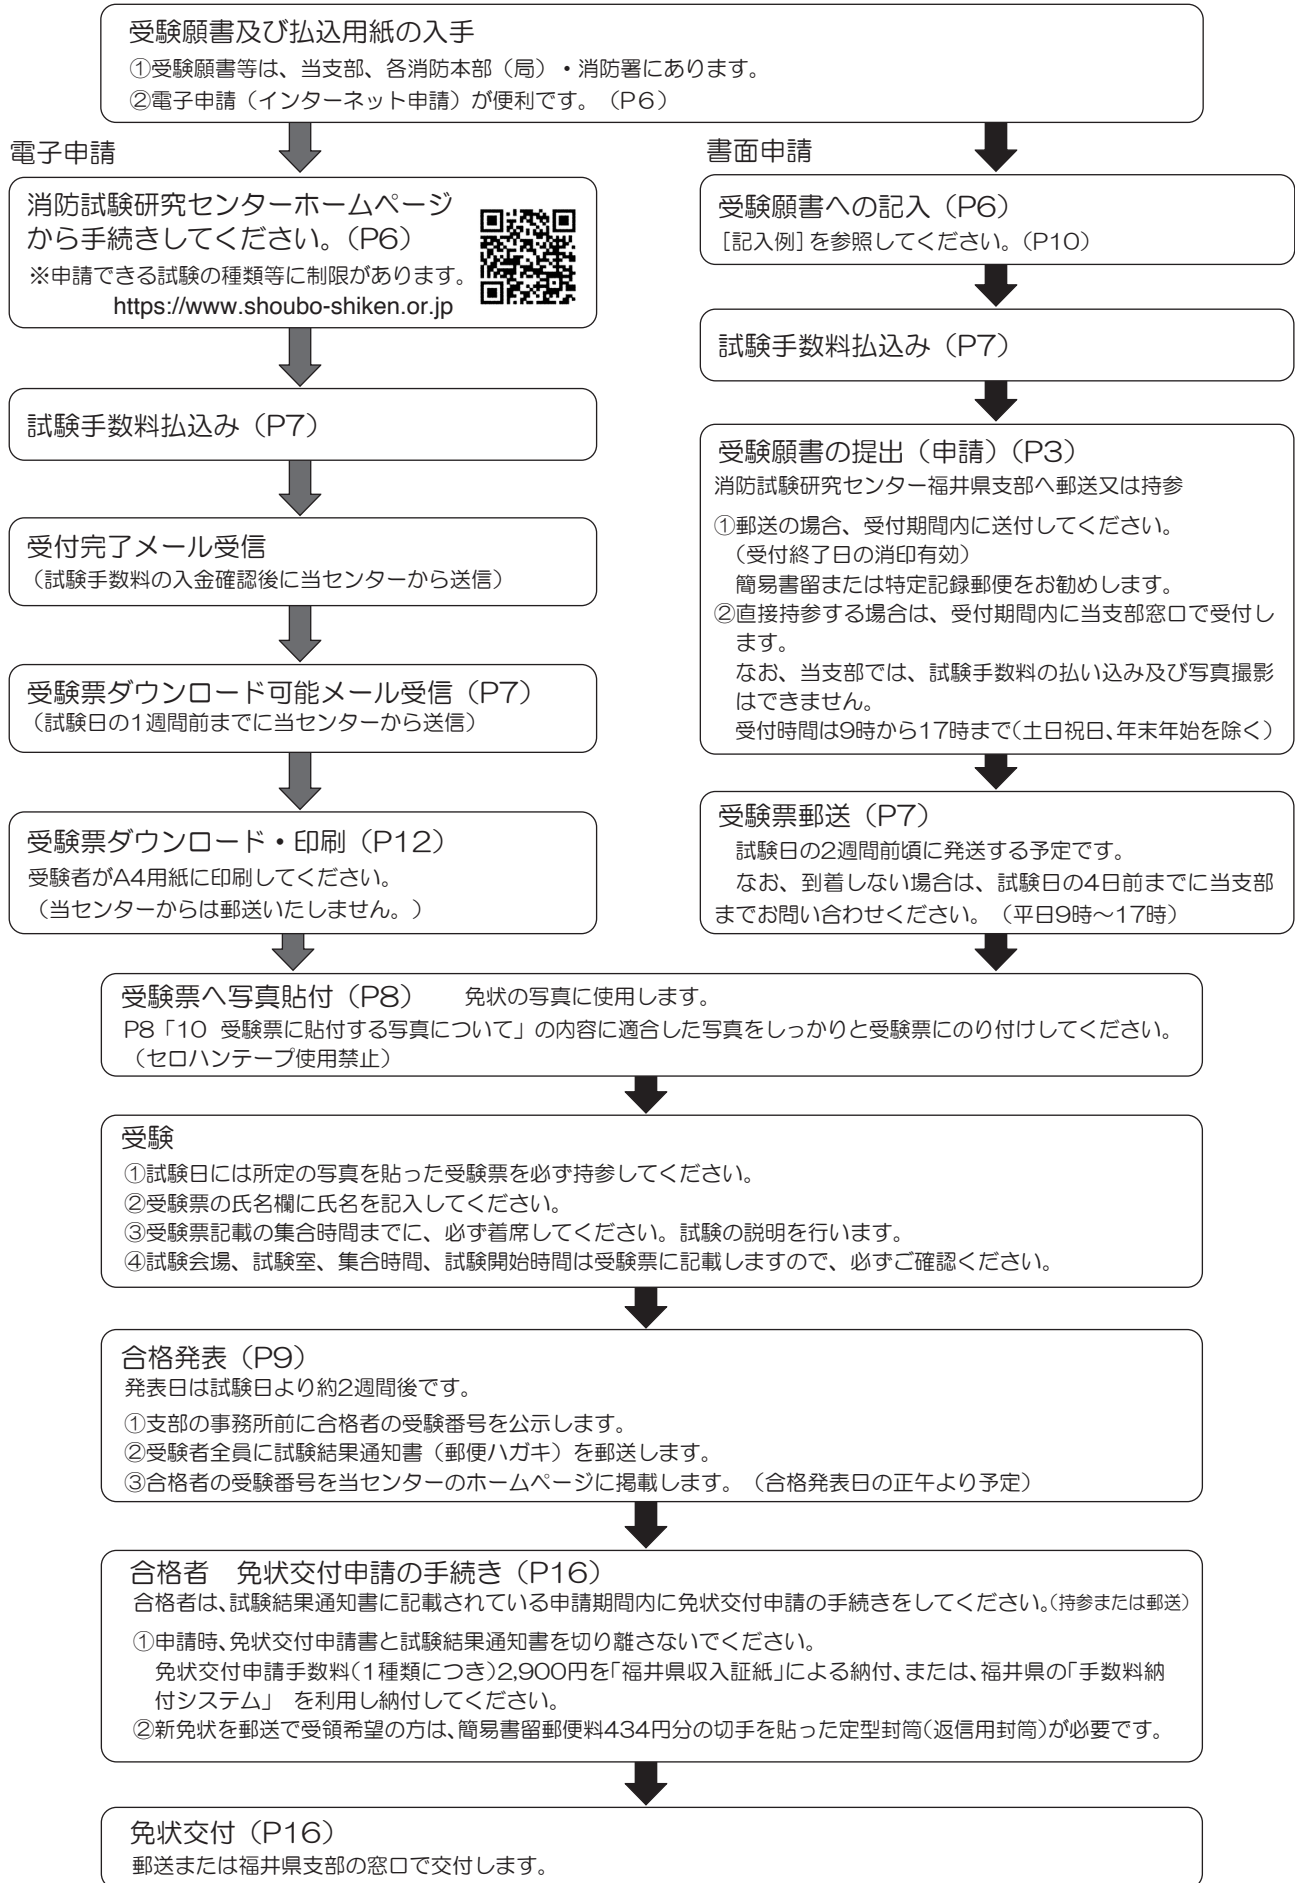 受験願書及び払込用紙の入手
①受験願書等は、当支部、各消防本部（局）・消防署にあります。
②電子申請（インターネット申請）が便利です。（P6）
電子申請
消防試験研究センターホームページ
から手続きしてください。（P6）
※申請できる試験の種類等に制限があります。
https://www.shoubo-shiken.or.jp
試験手数料払込み（P7）
受付完了メール受信
（試験手数料の入金確認後に当センターから送信）
受験票ダウンロード可能メール受信（P7）
（試験日の1週間前までに当センターから送信）
受験票ダウンロード・印刷（P12）
受験者がA4用紙に印刷してください。
（当センターからは郵送いたしません。）
書面申請
受験願書への記入（P6）
［記入例］を参照してください。（P10）
試験手数料払込み（P7）
受験願書の提出（申請）（P3）
消防試験研究センター福井県支部へ郵送又は持参
①郵送の場合、受付期間内に送付してください。
（受付終了日の消印有効）
簡易書留または特定記録郵便をお勧めします。
②直接持参する場合は、受付期間内に当支部窓口で受付し
ます。
なお、当支部では、試験手数料の払い込み及び写真撮影
はできません。
受付時間は9時から17時まで（土日祝日、年末年始を除く）
受験票郵送（P7）
試験日の2週間前頃に発送する予定です。
なお、到着しない場合は、試験日の4日前までに当支部
までお問い合わせください。（平日9時～17時）
受験票へ写真貼付（P8）　免状の写真に使用します。
P8「10 受験票に貼付する写真について」の内容に適合した写真をしっかりと受験票にのり付けしてください。
（セロハンテープ使用禁止）
受験
①試験日には所定の写真を貼った受験票を必ず持参してください。
②受験票の氏名欄に氏名を記入してください。
③受験票記載の集合時間までに、必ず着席してください。試験の説明を行います。
④試験会場、試験室、集合時間、試験開始時間は受験票に記載しますので、必ずご確認ください。
合格発表（P9）
発表日は試験日より約2週間後です。
①支部の事務所前に合格者の受験番号を公示します。
②受験者全員に試験結果通知書（郵便ハガキ）を郵送します。
③合格者の受験番号を当センターのホームページに掲載します。（合格発表日の正午より予定）
合格者　免状交付申請の手続き（P16）
合格者は、試験結果通知書に記載されている申請期間内に免状交付申請の手続きをしてください。（持参または郵送）
①申請時、免状交付申請書と試験結果通知書を切り離さないでください。
免状交付申請手数料（1種類につき）2,900円を「福井県収入証紙」による納付、または、福井県の「手数料納
付システム」 を利用し納付してください。
②新免状を郵送で受領希望の方は、簡易書留郵便料434円分の切手を貼った定型封筒（返信用封筒）が必要です。
免状交付（P16）
郵送または福井県支部の窓口で交付します。